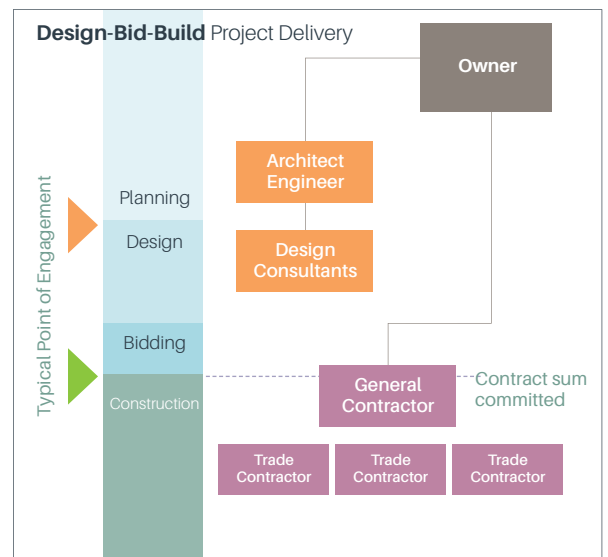 Design-Bid-Build Project Delivery
Owner
Architect
Engineer
Planning
Design
Design
Consultants
Typical Point of Engagement
Bidding
General
Contractor
Contract sum
committed
Construction
Trade
Contractor
Trade
Contractor
Trade
Contractor